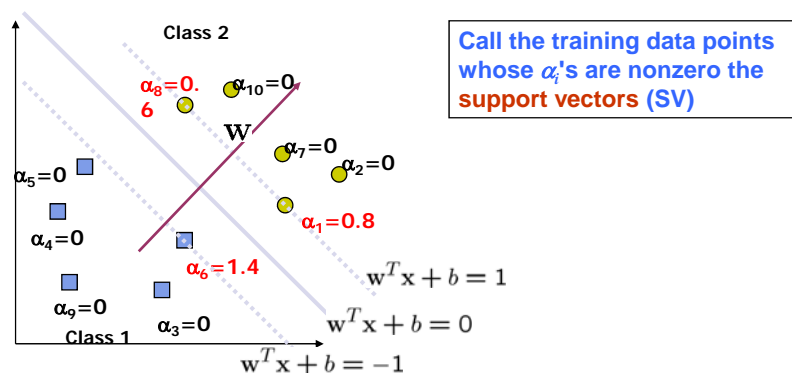 Class 2
Call the training data points
whose αᵢ's are nonzero the
support vectors (SV)
α₈=0.
6
α₁₀=0
w
α₇=0
α₂=0
α₅=0
α₁=0.8
α₄=0
α₆=1.4
wᵀx + b = 1
α₉=0
α₃=0
wᵀx + b = 0
Class 1
wᵀx + b = −1